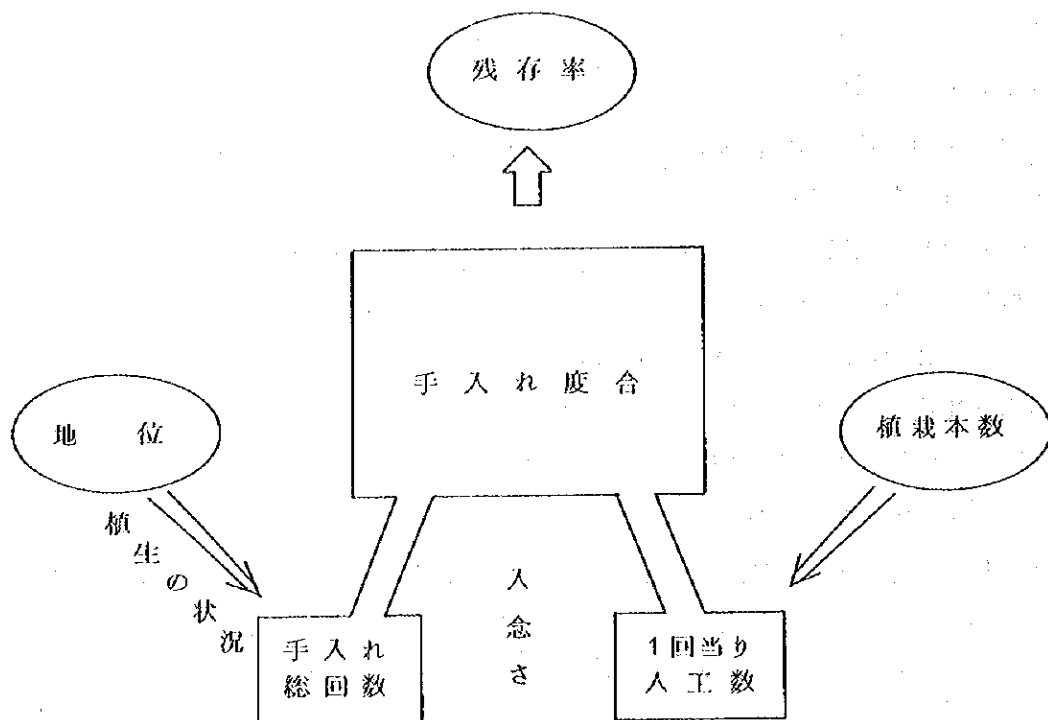 残存率
手入れ度合
地位
植栽本数
植生の状況
入念さ
手入れ
総回数
1回当り
人工数